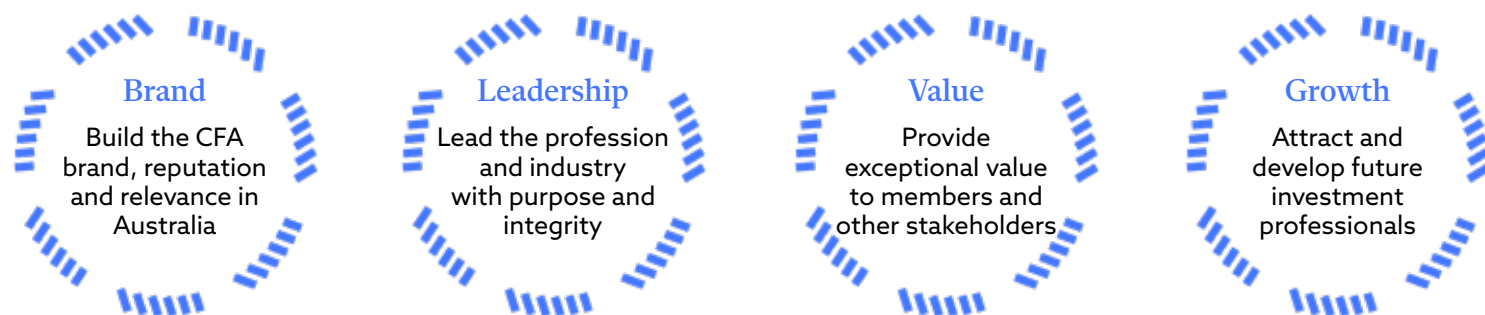 Brand
Build the CFA
brand, reputation
and relevance in
Australia
Leadership
Lead the profession
and industry
with purpose and
integrity
Value
Provide
exceptional value
to members and
other stakeholders
Growth
Attract and
develop future
investment
professionals